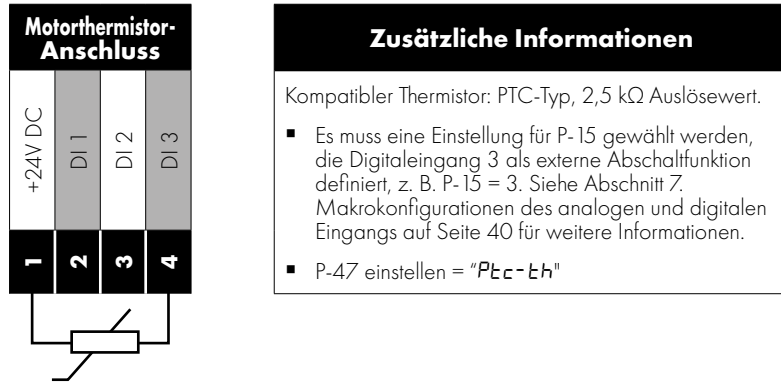 Motorthermistor-
Anschluss
+24V DC
DI 1
DI 2
DI 3
1
2
3
4
Zusätzliche Informationen
Kompatibler Thermistor: PTC-Typ, 2,5 kΩ Auslösewert.
▪ Es muss eine Einstellung für P-15 gewählt werden,
die Digitaleingang 3 als externe Abschaltfunktion
definiert, z. B. P-15 = 3. Siehe Abschnitt 7.
Makrokonfigurationen des analogen und digitalen
Eingangs auf Seite 40 für weitere Informationen.
▪ P-47 einstellen = "Ptc-th"